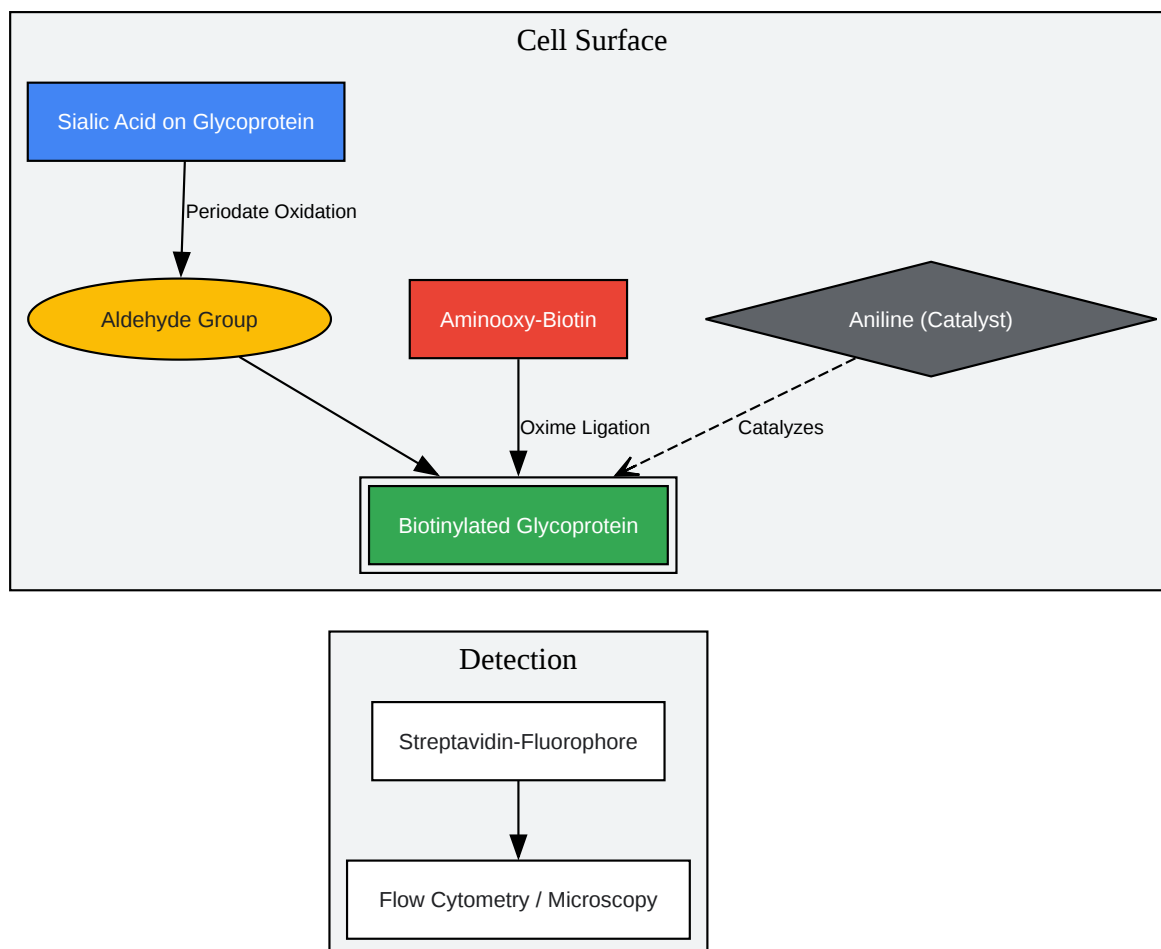 Cell Surface
Sialic Acid on Glycoprotein
Periodate Oxidation
Aldehyde Group
Aminooxy-Biotin
Aniline (Catalyst)
Oxime Ligation
Catalyzes
Biotinylated Glycoprotein
Detection
Streptavidin-Fluorophore
Flow Cytometry / Microscopy